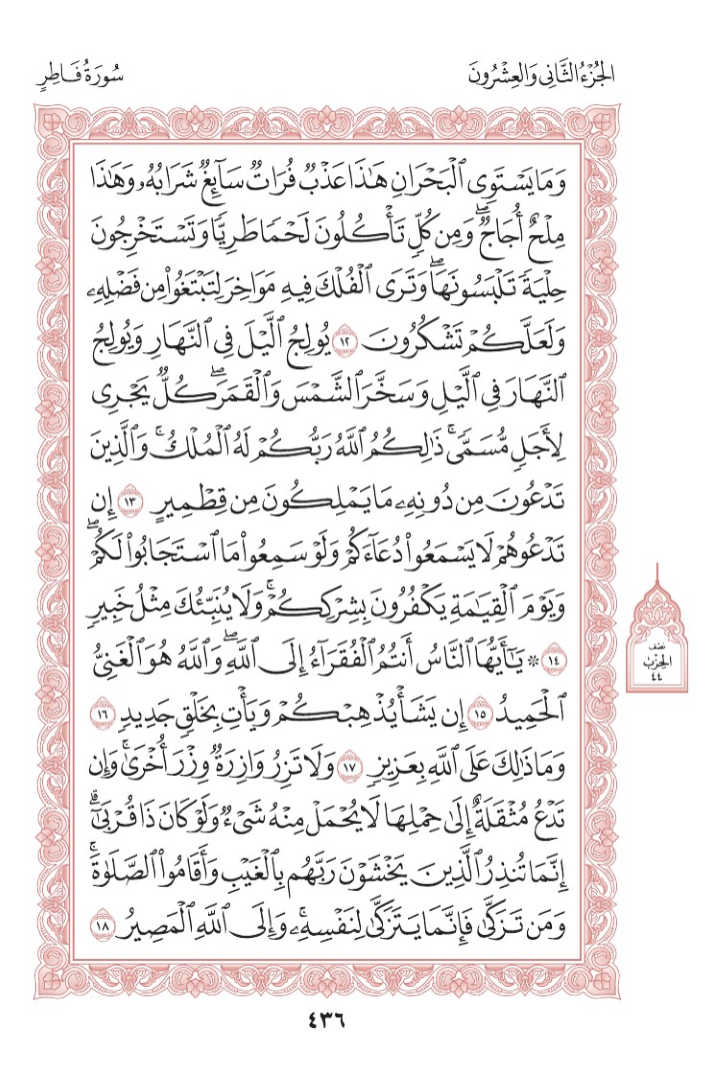 الجُزْءُ الثَّانِي وَالعِشْرُونَ
سُورَةُ فَاطِرٍ
وَمَا يَسۡتَوِي ٱلۡبَحۡرَانِ هَٰذَا عَذۡبٞ فُرَاتٞ سَآئِغٞ شَرَابُهُۥ وَهَٰذَا
مِلۡحٌ أُجَاجٞۖ وَمِن كُلّٖ تَأۡكُلُونَ لَحۡمٗا طَرِيّٗا وَتَسۡتَخۡرِجُونَ
حِلۡيَةٗ تَلۡبَسُونَهَاۖ وَتَرَى ٱلۡفُلۡكَ فِيهِ مَوَاخِرَ لِتَبۡتَغُواْ مِن فَضۡلِهِۦ
وَلَعَلَّكُمۡ تَشۡكُرُونَ ١٢ يُولِجُ ٱلَّيۡلَ فِي ٱلنَّهَارِ وَيُولِجُ
ٱلنَّهَارَ فِي ٱلَّيۡلِ وَسَخَّرَ ٱلشَّمۡسَ وَٱلۡقَمَرَۖ كُلّٞ يَجۡرِي
لِأَجَلٖ مُّسَمّٗىۚ ذَٰلِكُمُ ٱللَّهُ رَبُّكُمۡ لَهُ ٱلۡمُلۡكُۚ وَٱلَّذِينَ
تَدۡعُونَ مِن دُونِهِۦ مَا يَمۡلِكُونَ مِن قِطۡمِيرٍ ١٣ إِن
تَدۡعُوهُمۡ لَا يَسۡمَعُواْ دُعَآءَكُمۡ وَلَوۡ سَمِعُواْ مَا ٱسۡتَجَابُواْ لَكُمۡۖ
وَيَوۡمَ ٱلۡقِيَٰمَةِ يَكۡفُرُونَ بِشِرۡكِكُمۡۚ وَلَا يُنَبِّئُكَ مِثۡلُ خَبِيرٖ
١٤ ۞ يَٰٓأَيُّهَا ٱلنَّاسُ أَنتُمُ ٱلۡفُقَرَآءُ إِلَى ٱللَّهِۖ وَٱللَّهُ هُوَ ٱلۡغَنِيُّ
ٱلۡحَمِيدُ ١٥ إِن يَشَأۡ يُذۡهِبۡكُمۡ وَيَأۡتِ بِخَلۡقٖ جَدِيدٖ ١٦
وَمَا ذَٰلِكَ عَلَى ٱللَّهِ بِعَزِيزٖ ١٧ وَلَا تَزِرُ وَازِرَةٞ وِزۡرَ أُخۡرَىٰۚ وَإِن
تَدۡعُ مُثۡقَلَةٌ إِلَىٰ حِمۡلِهَا لَا يُحۡمَلۡ مِنۡهُ شَيۡءٞ وَلَوۡ كَانَ ذَا قُرۡبَىٰٓۗ
إِنَّمَا تُنذِرُ ٱلَّذِينَ يَخۡشَوۡنَ رَبَّهُم بِٱلۡغَيۡبِ وَأَقَامُواْ ٱلصَّلَوٰةَۚ
وَمَن تَزَكَّىٰ فَإِنَّمَا يَتَزَكَّىٰ لِنَفۡسِهِۦۚ وَإِلَى ٱللَّهِ ٱلۡمَصِيرُ ١٨
نصف
الحِزْب
٤٤
٤٣٦